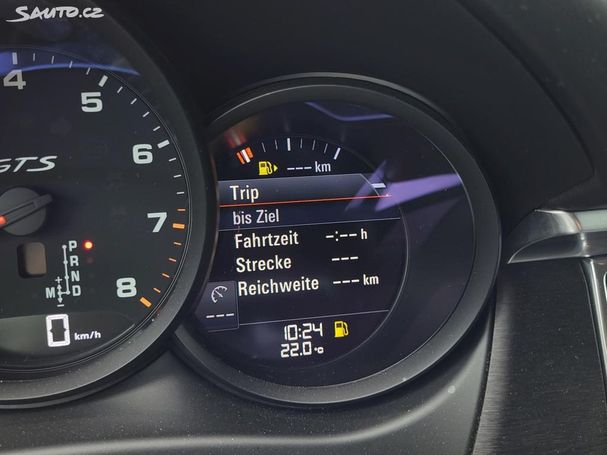 SAUTO.CZ
4
5
6
7
8
GTS
P
R
N
M D
0 km/h
--- km
Trip
bis Ziel
Fahrtzeit -:-- h
Strecke ---
Reichweite --- km
---
10:24
22.0 °C